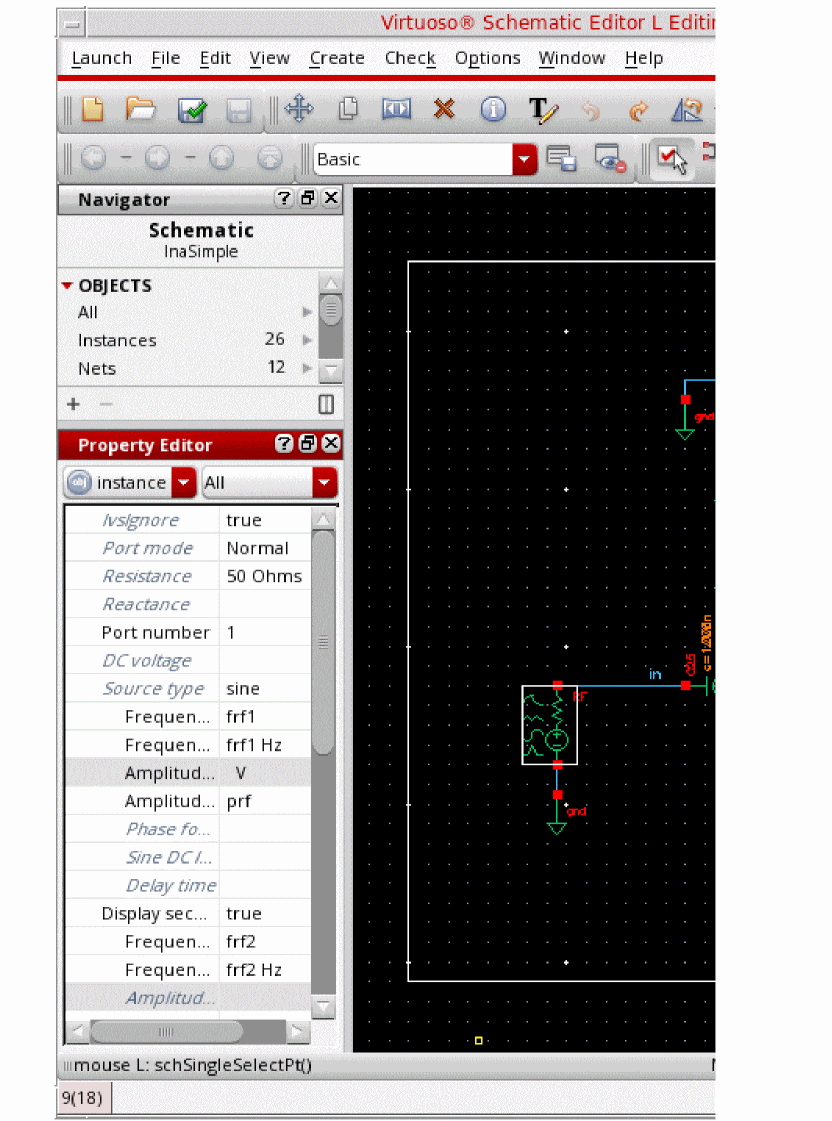 Virtuoso® Schematic Editor L Editin
Launch File Edit View Create Check Options Window Help
Basic
Navigator
Schematic
InaSimple
OBJECTS
All
Instances 26
Nets 12
Property Editor
instance All
lvsIgnore true
Port mode Normal
Resistance 50 Ohms
Reactance
Port number 1
DC voltage
Source type sine
Frequen... frf1
Frequen... frf1 Hz
Amplitud... V
Amplitud... prf
Phase fo...
Sine DC l...
Delay time
Display sec... true
Frequen... frf2
Frequen... frf2 Hz
Amplitud...
gnd
in
RF
gnd
mouse L: schSingleSelectPt()
9(18)